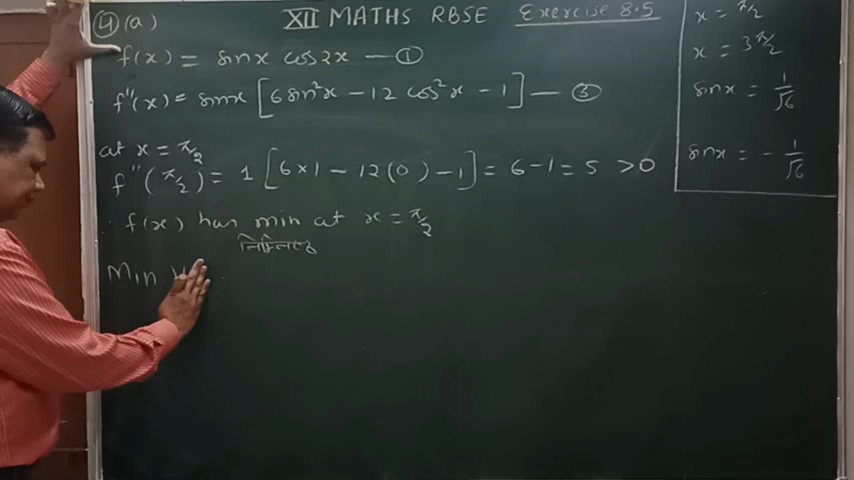 ④ (a) XII MATHS RBSE Exercise 8.5
f(x) = sinx cos2x — ①
f''(x) = sinx [6sin²x - 12 cos²x - 1] — ③
at x = π/2
f''(π/2) = 1 [6×1 - 12(0) - 1] = 6-1 = 5 > 0
∴ f(x) has min at x = π/2
Min
x = π/2
x = 3π/2
sinx = 1/√6
sinx = - 1/√6